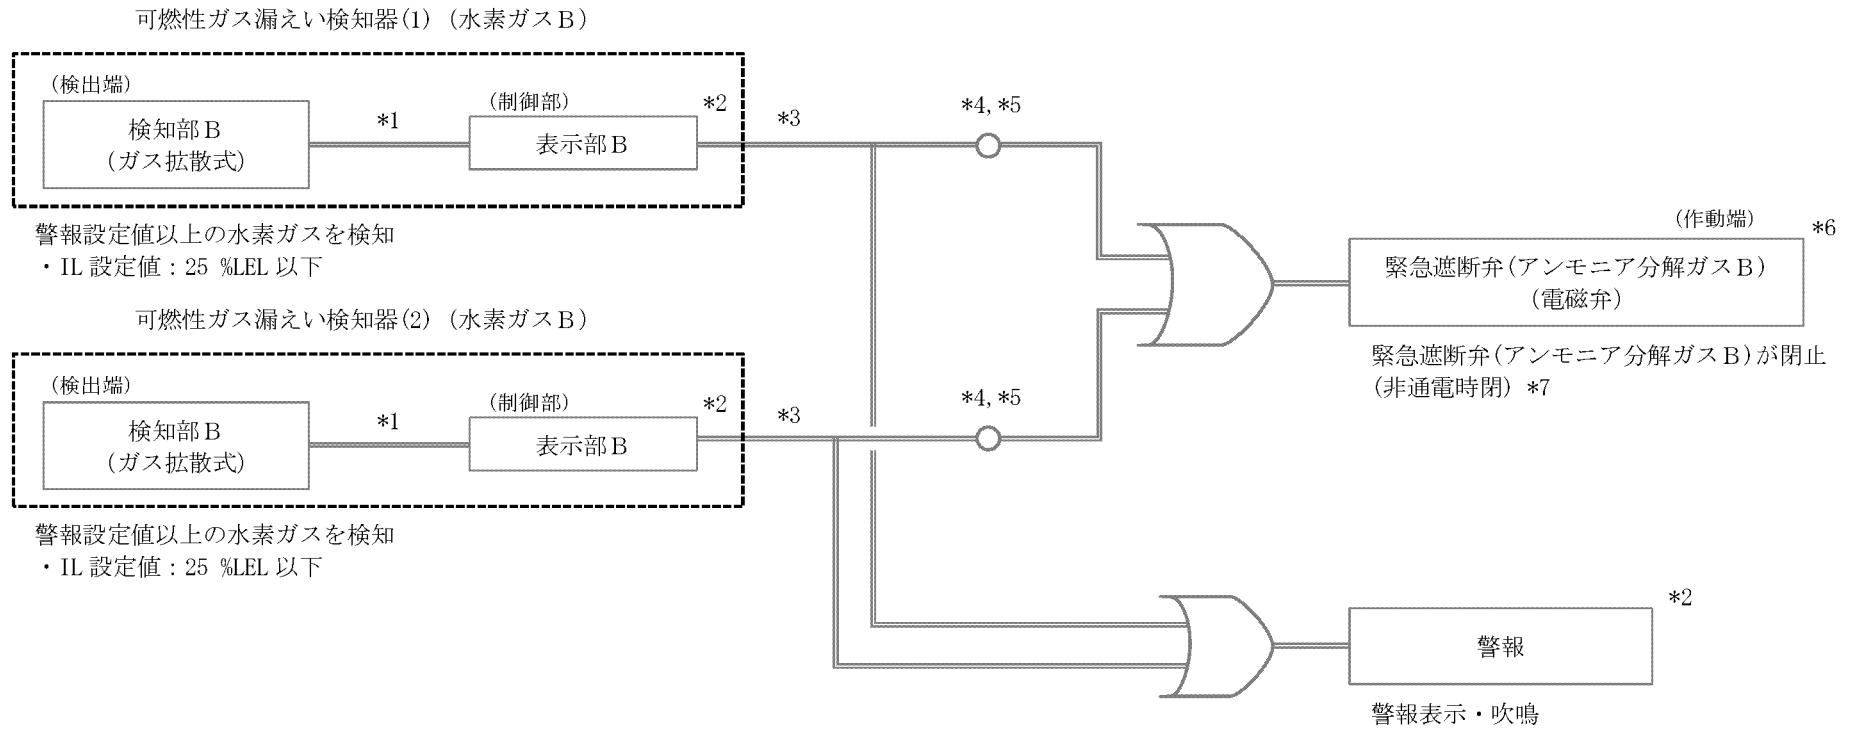 可燃性ガス漏えい検知器(1) (水素ガスB)
(検出端)
検知部B
(ガス拡散式)
*1
(制御部)
表示部B
*2
*3
*4, *5
警報設定値以上の水素ガスを検知
・IL 設定値：25 %LEL 以下
(作動端)
*6
緊急遮断弁(アンモニア分解ガスB)
(電磁弁)
緊急遮断弁(アンモニア分解ガスB)が閉止
(非通電時閉) *7
可燃性ガス漏えい検知器(2) (水素ガスB)
(検出端)
検知部B
(ガス拡散式)
*1
(制御部)
表示部B
*2
*3
*4, *5
警報設定値以上の水素ガスを検知
・IL 設定値：25 %LEL 以下
*2
警報
警報表示・吹鳴